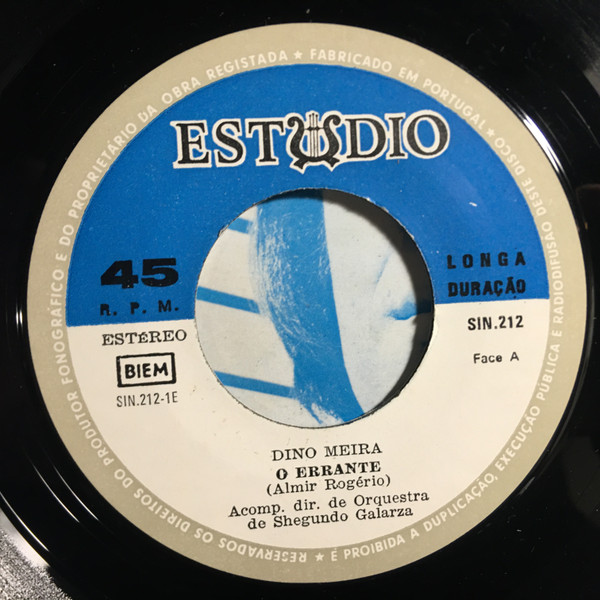 RESERVADOS OS DIREITOS DO PRODUTOR FONOGRÁFICO E DO PROPRIETÁRIO DA OBRA REGISTADA ★ FABRICADO EM PORTUGAL ★ É PROIBIDA A DUPLICAÇÃO, EXECUÇÃO PUBLICA E RADIODIFUSÃO DESTE DISCO ★
ESTUDIO
45
R. P. M.
ESTÉREO
BIEM
SIN.212-1E
LONGA
DURAÇÃO
SIN.212
Face A
DINO MEIRA
O ERRANTE
(Almir Rogério)
Acomp. dir. de Orquestra
de Shegundo Galarza